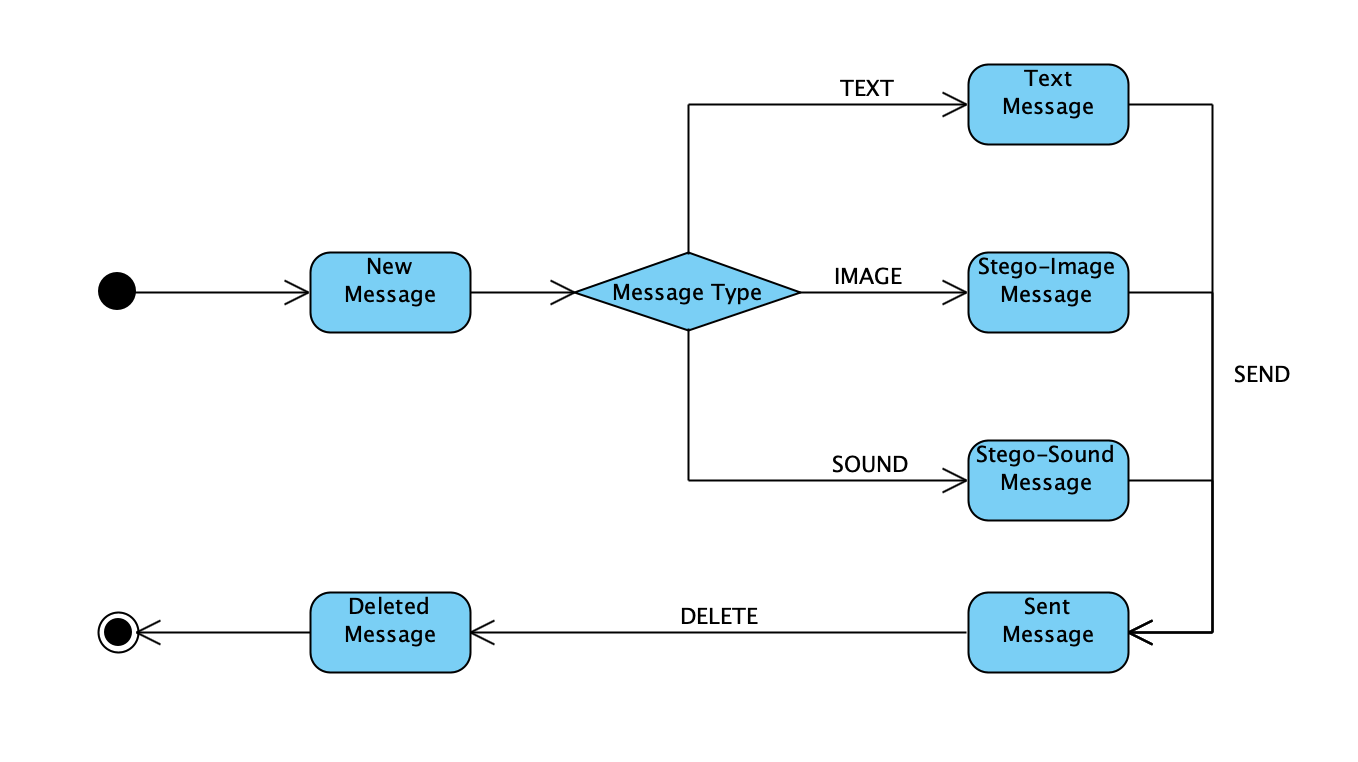 TEXT
Text
Message
New
Message
Message Type
IMAGE
Stego-Image
Message
SEND
SOUND
Stego-Sound
Message
Deleted
Message
DELETE
Sent
Message